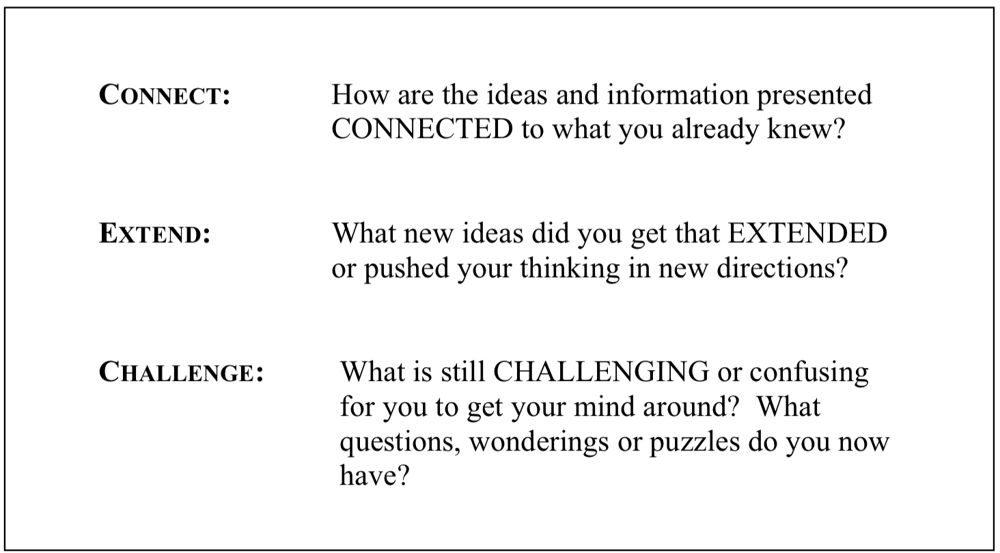 CONNECT: How are the ideas and information presented
CONNECTED to what you already knew?
EXTEND: What new ideas did you get that EXTENDED
or pushed your thinking in new directions?
CHALLENGE: What is still CHALLENGING or confusing
for you to get your mind around?  What
questions, wonderings or puzzles do you now
have?